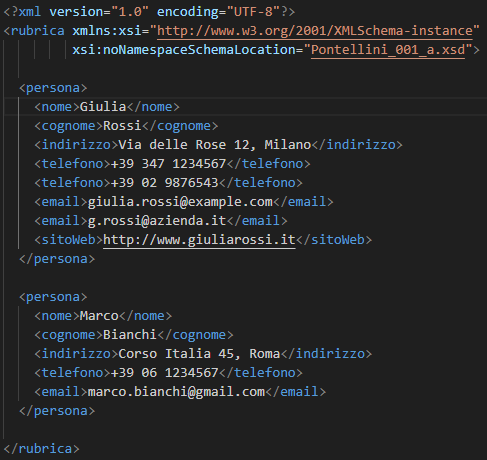 <?xml version="1.0" encoding="UTF-8"?>
<rubrica xmlns:xsi="http://www.w3.org/2001/XMLSchema-instance"
         xsi:noNamespaceSchemaLocation="Pontellini_001_a.xsd">
  <persona>
    <nome>Giulia</nome>
    <cognome>Rossi</cognome>
    <indirizzo>Via delle Rose 12, Milano</indirizzo>
    <telefono>+39 347 1234567</telefono>
    <telefono>+39 02 9876543</telefono>
    <email>giulia.rossi@example.com</email>
    <email>g.rossi@azienda.it</email>
    <sitoWeb>http://www.giuliarossi.it</sitoWeb>
  </persona>
  <persona>
    <nome>Marco</nome>
    <cognome>Bianchi</cognome>
    <indirizzo>Corso Italia 45, Roma</indirizzo>
    <telefono>+39 06 1234567</telefono>
    <email>marco.bianchi@gmail.com</email>
  </persona>
</rubrica>